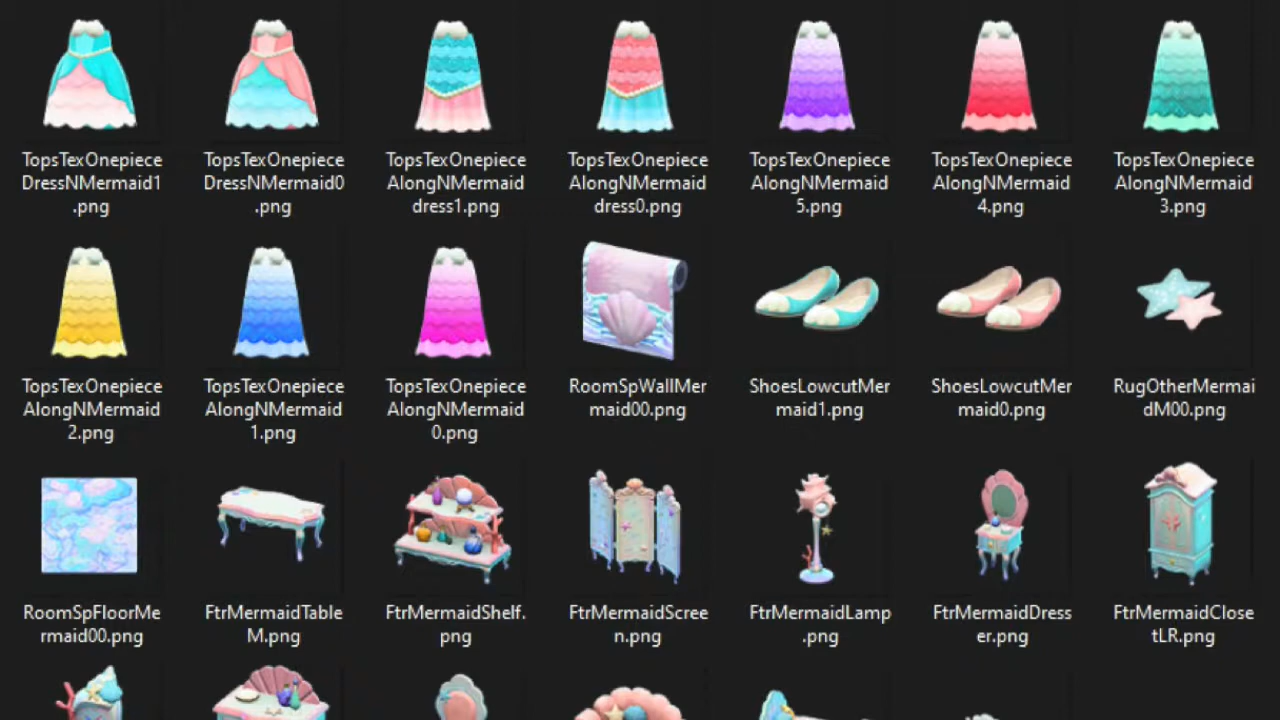 TopsTexOnepiece
DressNMermaid1
.png
TopsTexOnepiece
DressNMermaid0
.png
TopsTexOnepiece
AlongNMermaid
dress1.png
TopsTexOnepiece
AlongNMermaid
dress0.png
TopsTexOnepiece
AlongNMermaid
5.png
TopsTexOnepiece
AlongNMermaid
4.png
TopsTexOnepiece
AlongNMermaid
3.png
TopsTexOnepiece
AlongNMermaid
2.png
TopsTexOnepiece
AlongNMermaid
1.png
TopsTexOnepiece
AlongNMermaid
0.png
RoomSpWallMer
maid00.png
ShoesLowcutMer
maid1.png
ShoesLowcutMer
maid0.png
RugOtherMermai
dM00.png
RoomSpFloorMe
rmaid00.png
FtrMermaidTable
M.png
FtrMermaidShelf.
png
FtrMermaidScree
n.png
FtrMermaidLamp
.png
FtrMermaidDress
er.png
FtrMermaidClose
tLR.png